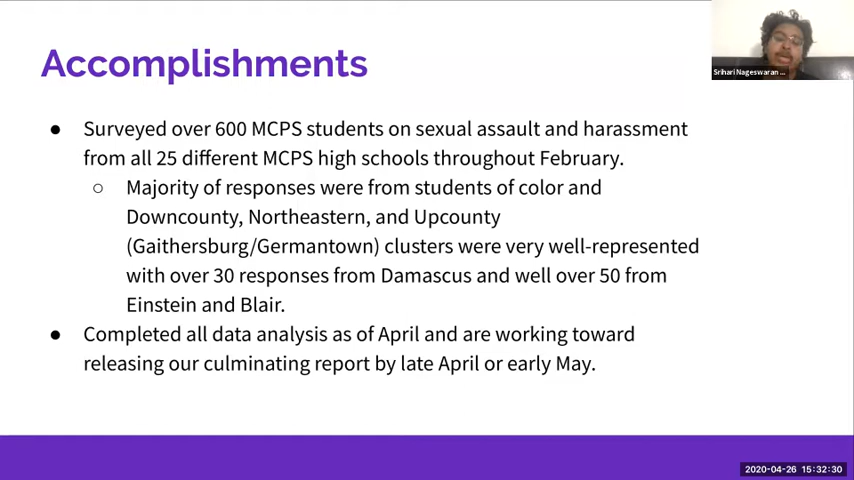 Accomplishments
Srihari Nageswaran ...
● Surveyed over 600 MCPS students on sexual assault and harassment
from all 25 different MCPS high schools throughout February.
○ Majority of responses were from students of color and
Downcounty, Northeastern, and Upcounty
(Gaithersburg/Germantown) clusters were very well-represented
with over 30 responses from Damascus and well over 50 from
Einstein and Blair.
● Completed all data analysis as of April and are working toward
releasing our culminating report by late April or early May.
2020-04-26 15:32:30